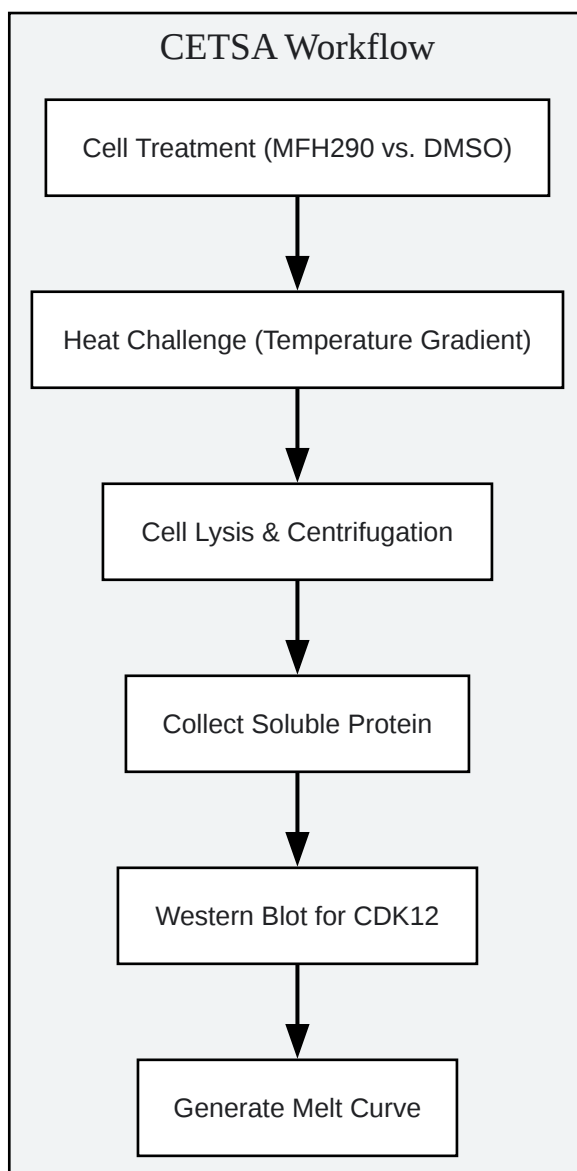 CETSA Workflow
Cell Treatment (MFH290 vs. DMSO)
Heat Challenge (Temperature Gradient)
Cell Lysis & Centrifugation
Collect Soluble Protein
Western Blot for CDK12
Generate Melt Curve